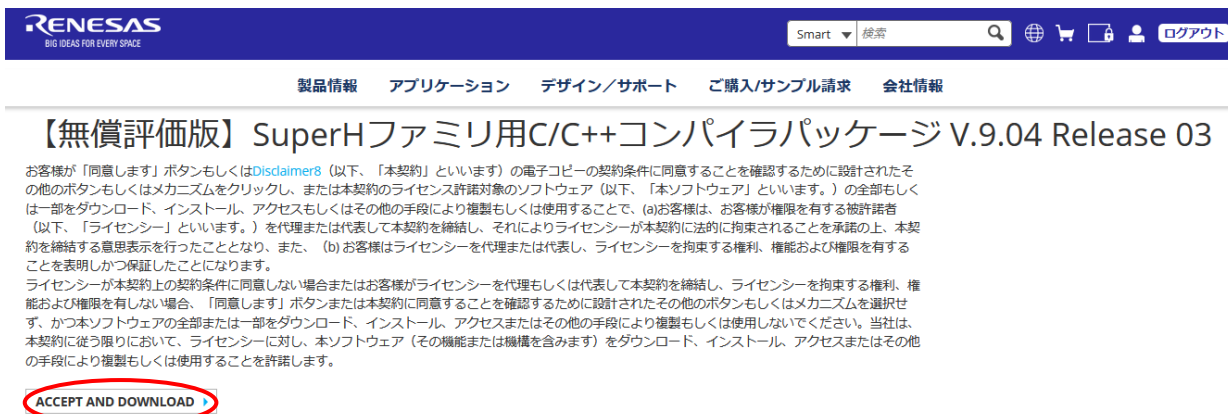 RENESAS
BIG IDEAS FOR EVERY SPACE
Smart ▼ 検索 ログアウト
製品情報 アプリケーション デザイン／サポート ご購入/サンプル請求 会社情報
【無償評価版】SuperHファミリ用C/C++コンパイラパッケージ V.9.04 Release 03
お客様が「同意します」ボタンもしくはDisclaimer8（以下、「本契約」といいます）の電子コピーの契約条件に同意することを確認するために設計されたそ
の他のボタンもしくはメカニズムをクリックし、または本契約のライセンス許諾対象のソフトウェア（以下、「本ソフトウェア」といいます。）の全部もしく
は一部をダウンロード、インストール、アクセスもしくはその他の手段により複製もしくは使用することで、(a)お客様は、お客様が権限を有する被許諾者
（以下、「ライセンシー」といいます。）を代理または代表して本契約を締結し、それによりライセンシーが本契約に法的に拘束されることを承諾の上、本契
約を締結する意思表示を行ったこととなり、また、（b) お客様はライセンシーを代理または代表し、ライセンシーを拘束する権利、権能および権限を有する
ことを表明しかつ保証したことになります。
ライセンシーが本契約上の契約条件に同意しない場合またはお客様がライセンシーを代理もしくは代表して本契約を締結し、ライセンシーを拘束する権利、権
能および権限を有しない場合、「同意します」ボタンまたは本契約に同意することを確認するために設計されたその他のボタンもしくはメカニズムを選択せ
ず、かつ本ソフトウェアの全部または一部をダウンロード、インストール、アクセスまたはその他の手段により複製もしくは使用しないでください。当社は、
本契約に従う限りにおいて、ライセンシーに対し、本ソフトウェア（その機能または機構を含みます）をダウンロード、インストール、アクセスまたはその他
の手段により複製もしくは使用することを許諾します。
ACCEPT AND DOWNLOAD